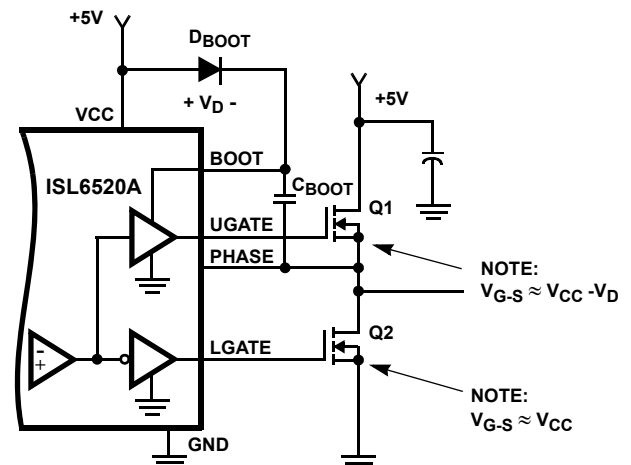 +5V
DBOOT
+ VD -
VCC
+5V
BOOT
ISL6520A
CBOOT
UGATE
Q1
PHASE
NOTE:
VG-S ≈ VCC -VD
Q2
LGATE
-
+
NOTE:
VG-S ≈ VCC
GND